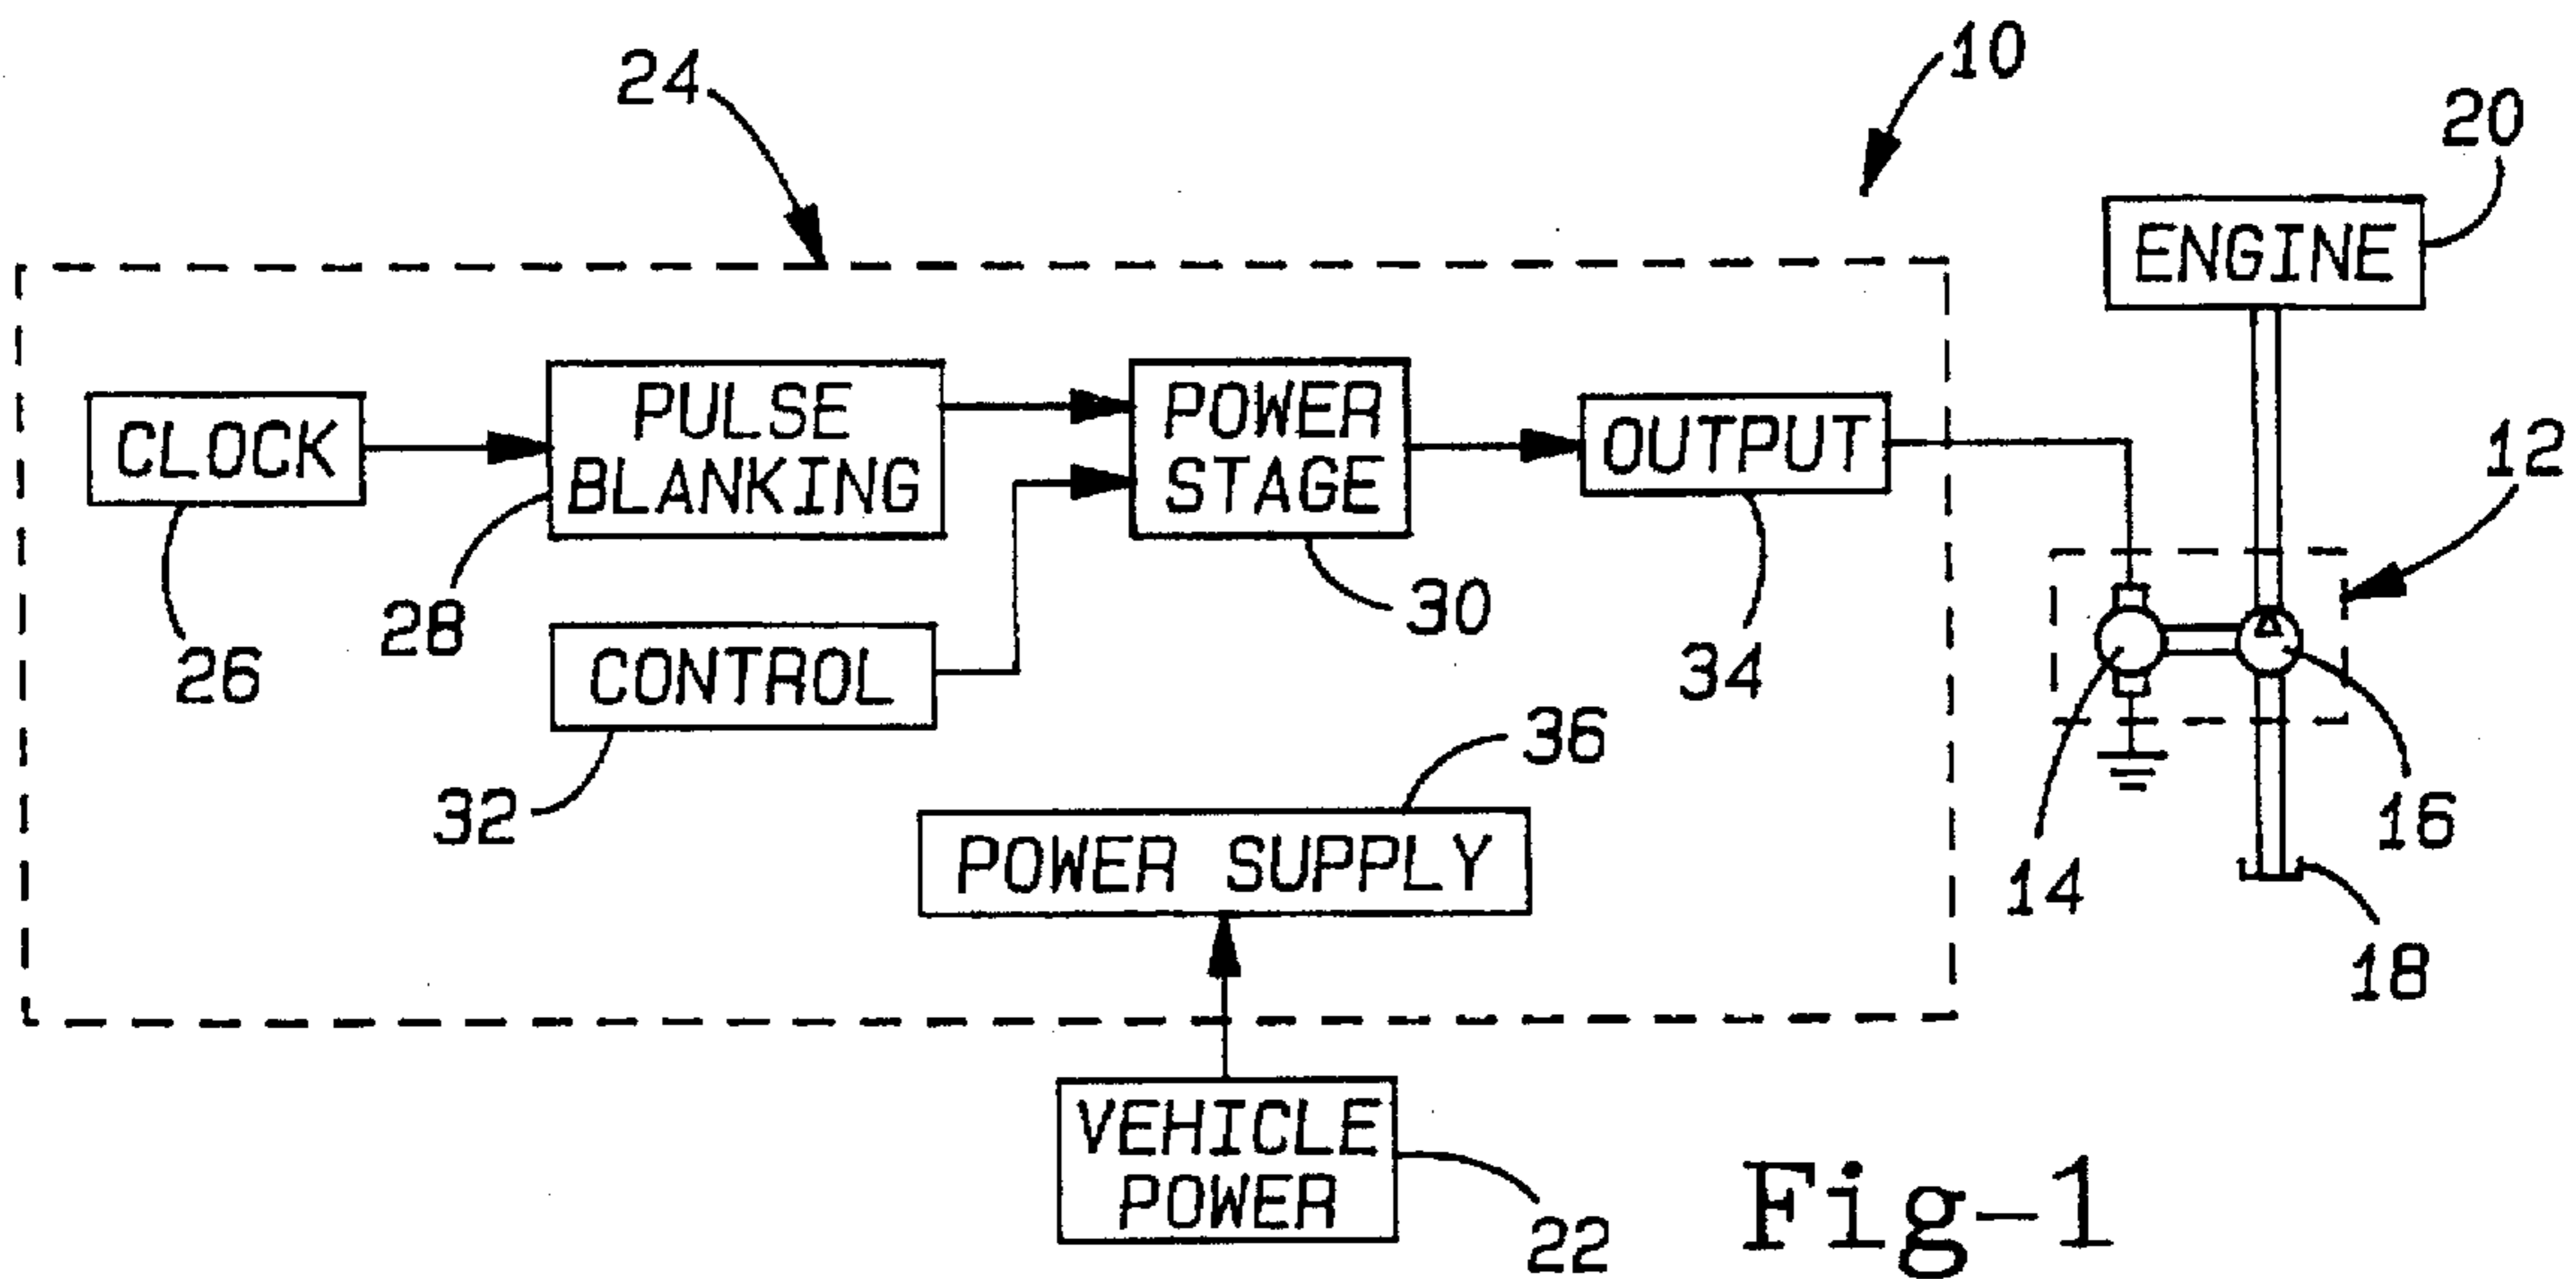 24
10
20
ENGINE
CLOCK
PULSE
BLANKING
POWER
STAGE
OUTPUT
12
26
28
CONTROL
30
34
32
36
POWER SUPPLY
14
16
18
VEHICLE
POWER
22
Fig-1